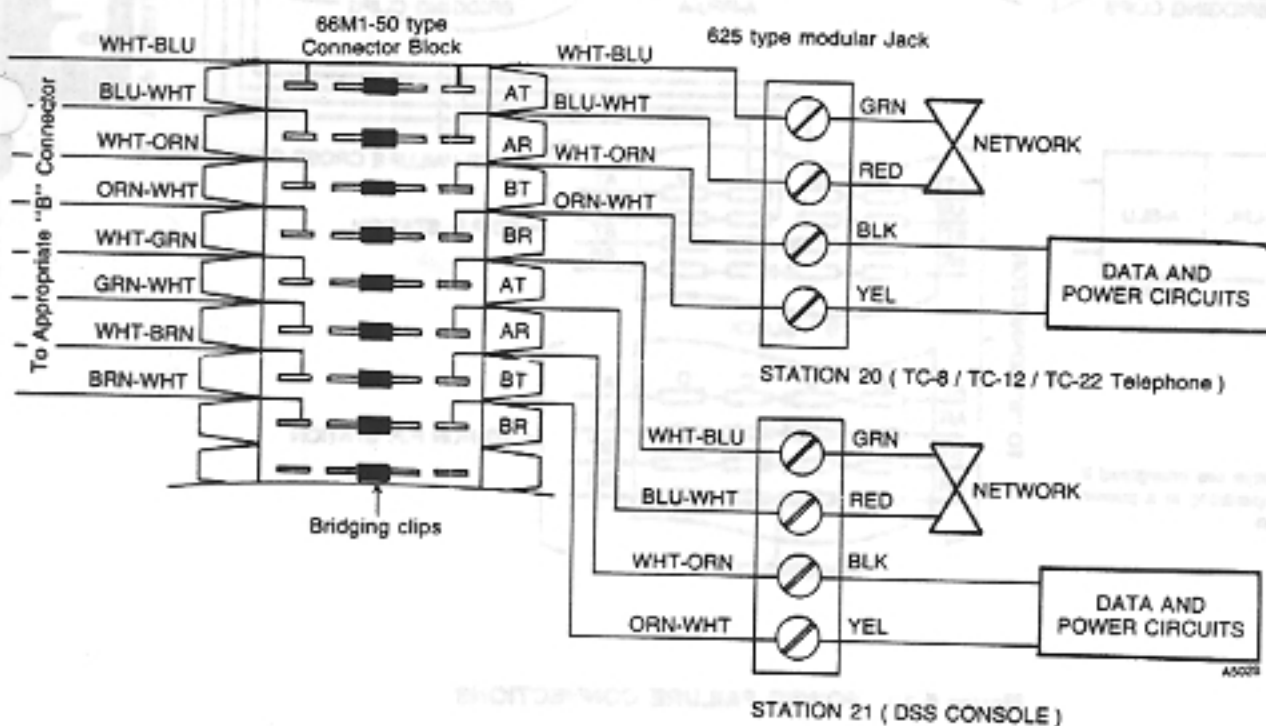 66M1-50 type
Connector Block
625 type modular Jack
To Appropriate "B" Connector
WHT-BLU
BLU-WHT
WHT-ORN
ORN-WHT
WHT-GRN
GRN-WHT
WHT-BRN
BRN-WHT
AT
AR
BT
BR
AT
AR
BT
BR
Bridging clips
WHT-BLU
BLU-WHT
WHT-ORN
ORN-WHT
GRN
RED
BLK
YEL
NETWORK
DATA AND
POWER CIRCUITS
STATION 20 ( TC-8 / TC-12 / TC-22 Telephone )
WHT-BLU
BLU-WHT
WHT-ORN
ORN-WHT
GRN
RED
BLK
YEL
NETWORK
DATA AND
POWER CIRCUITS
A5028
STATION 21 ( DSS CONSOLE )